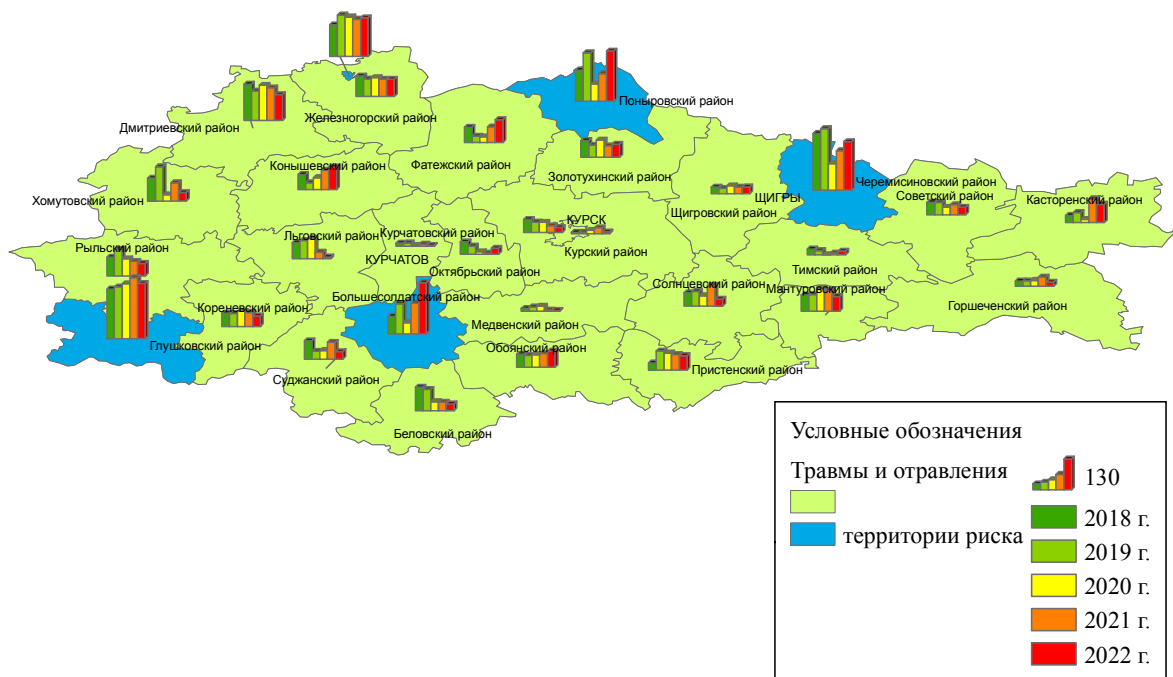 Поныровский район
Железногорский район
Дмитриевский район
Фатежский район
Конышевский район
Золотухинский район
Хомутовский район
Черемисиновский район
ЩИГРЫ
Советский район
Касторенский район
Щигровский район
КУРСК
Курчатовский район
Льговский район
Рыльский район
Курский район
КУРЧАТОВ
Октябрьский район
Тимский район
Солнцевский район
Мантуровский район
Большесолдатский район
Кореневский район
Горшеченский район
Медвенский район
Глушковский район
Обоянский район
Пристенский район
Суджанский район
Беловский район
Условные обозначения
Травмы и отравления
территории риска
130
2018 г.
2019 г.
2020 г.
2021 г.
2022 г.